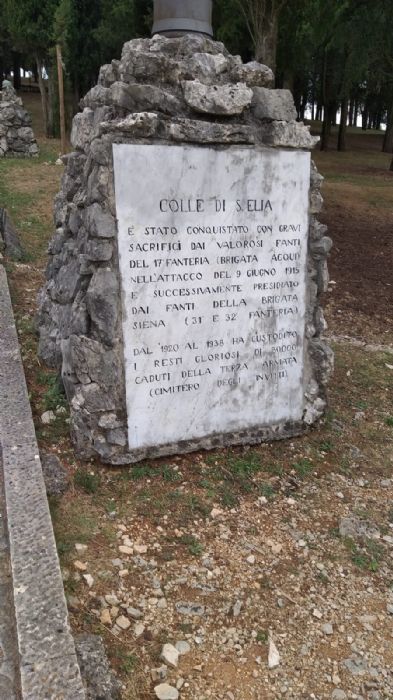 COLLE DI S. ELIA
È STATO CONQUISTATO CON GRAVI
SACRIFICI DAI VALOROSI FANTI
DEL 17° FANTERIA (BRIGATA ACQUI)
NELL'ATTACCO DEL 9 GIUGNO 1915
E SUCCESSIVAMENTE PRESIDIATO
DAI FANTI DELLA BRIGATA
SIENA (31° E 32° FANTERIA)
DAL 1920 AL 1938 HA CUSTODITO
I RESTI GLORIOSI DI 30000
CADUTI DELLA TERZA ARMATA
(CIMITERO DEGLI INVITTI)